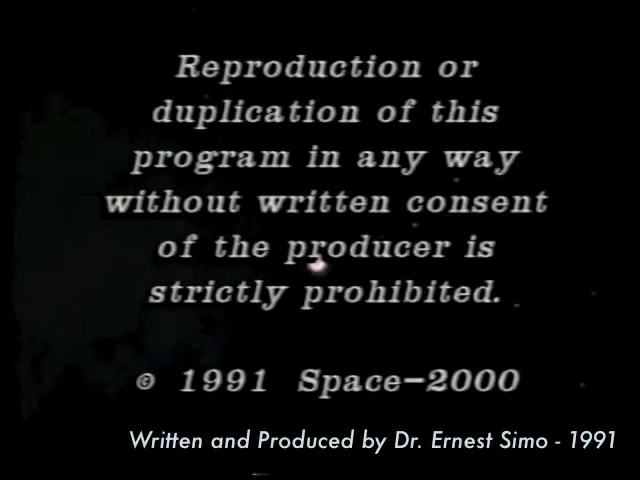 Reproduction or
duplication of this
program in any way
without written consent
of the producer is
strictly prohibited.
© 1991 Space-2000
Written and Produced by Dr. Ernest Simo - 1991